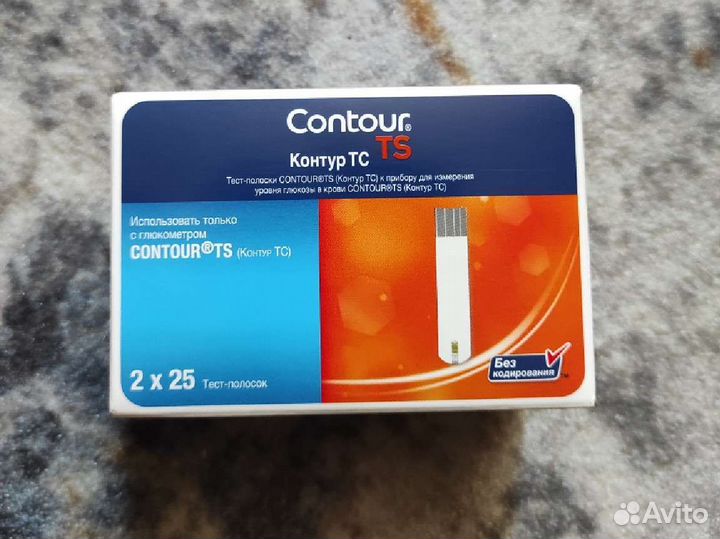 Contour®
TS
Контур ТС
Тест-полоски CONTOUR®TS (Контур ТС) к прибору для измерения
уровня глюкозы в крови CONTOUR®TS (Контур ТС)
Использовать только
с глюкометром
CONTOUR®TS (Контур ТС)
2 x 25 Тест-полосок
Без
кодирования™
Avito